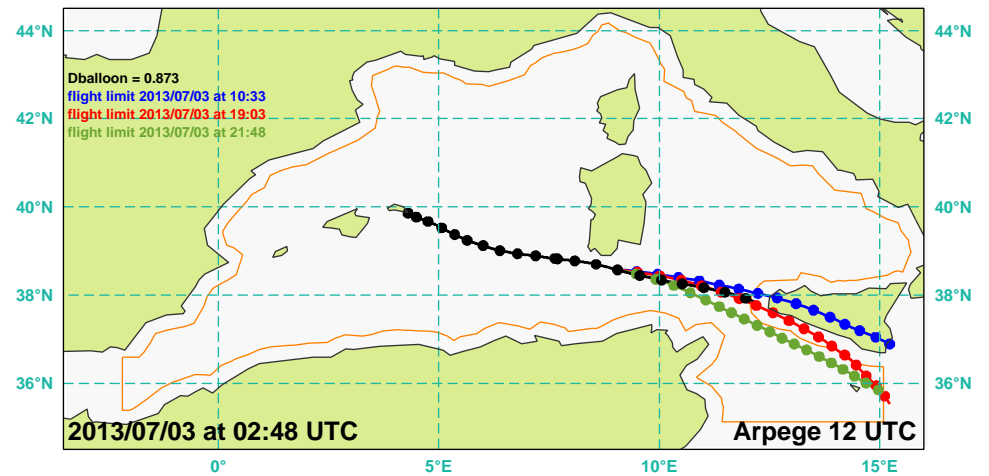 44°N 44°N
Dballoon = 0.873
flight limit 2013/07/03 at 10:33
flight limit 2013/07/03 at 19:03
42°N 42°N
flight limit 2013/07/03 at 21:48
40°N 40°N
38°N 38°N
36°N 36°N
2013/07/03 at 02:48 UTC Arpege 12 UTC
0° 5°E 10°E 15°E